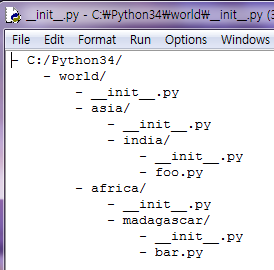 __init__.py - C:₩Python34₩world₩__init__.py (3
File Edit Format Run Options Windows
- C:/Python34/
- world/
- __init__.py
- asia/
- __init__.py
- india/
- __init__.py
- foo.py
- africa/
- __init__.py
- madagascar/
- __init__.py
- bar.py